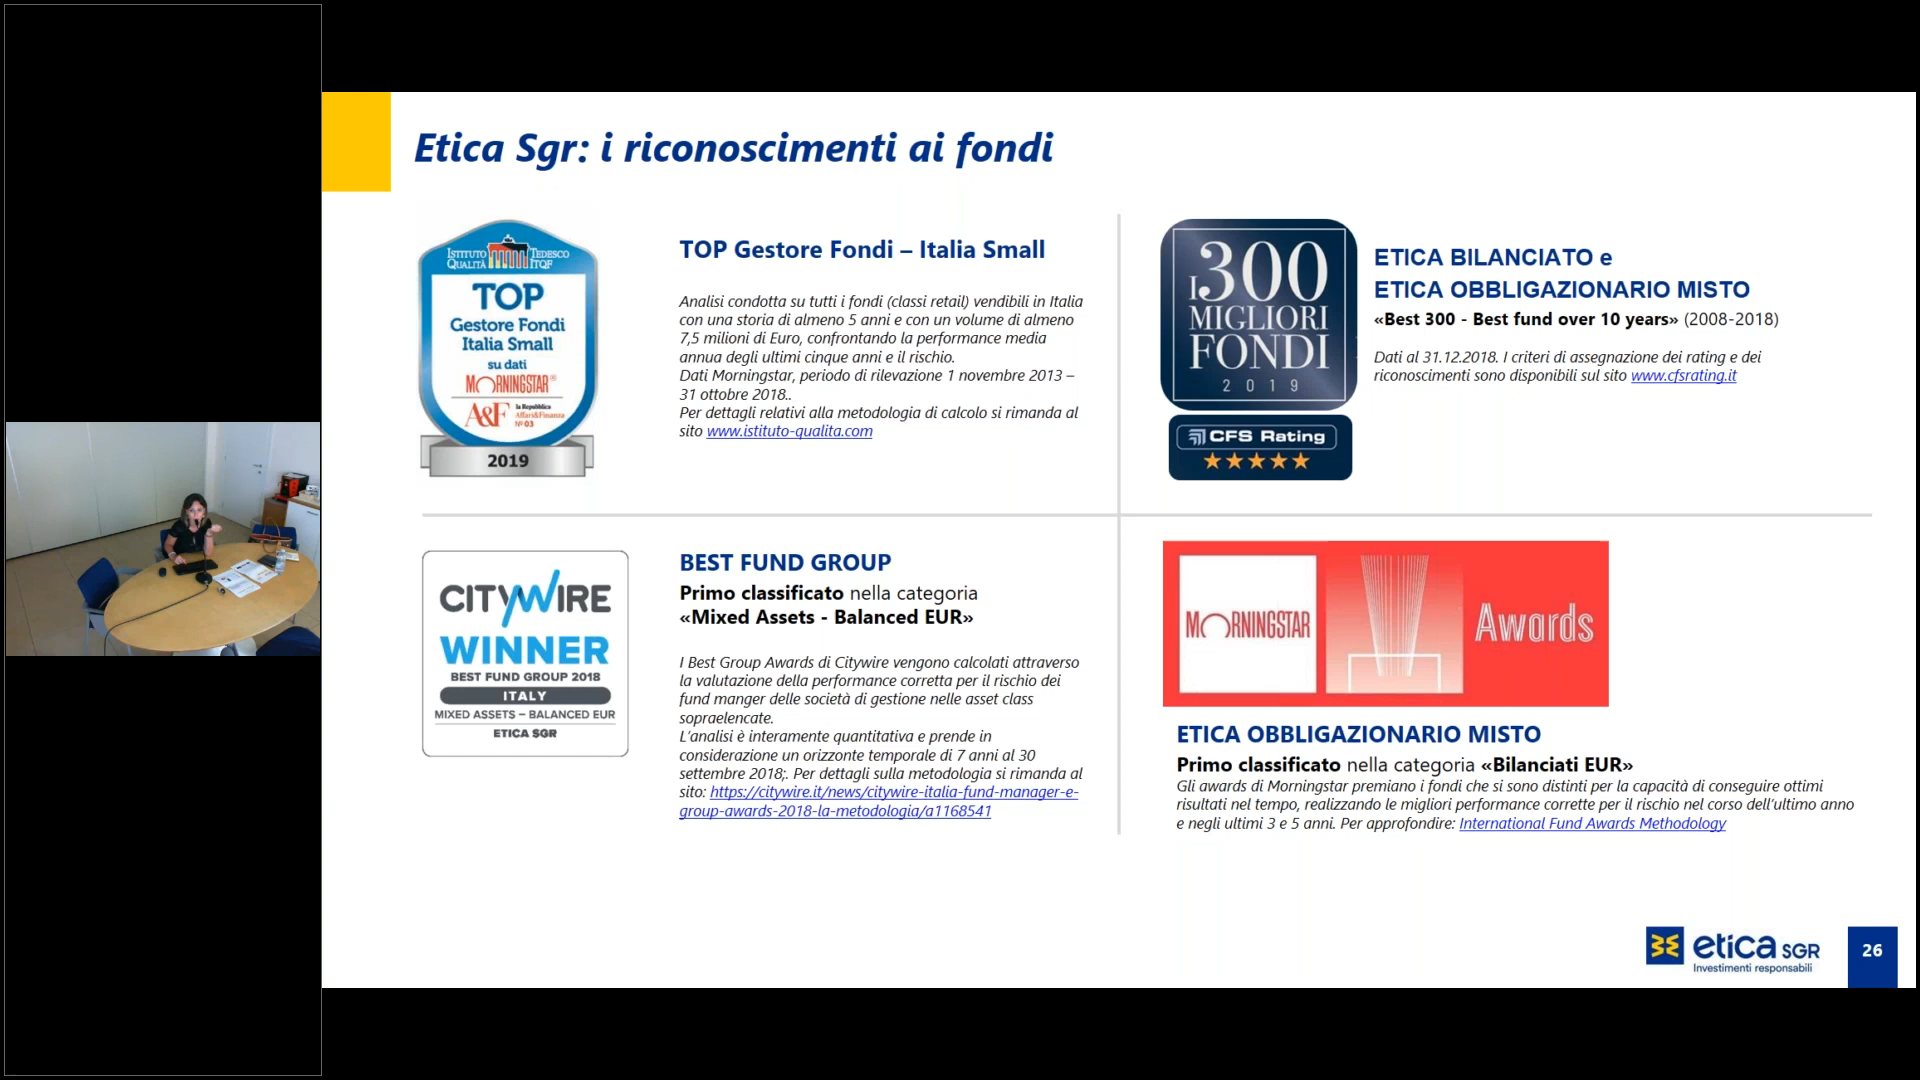 Etica Sgr: i riconoscimenti ai fondi
ISTITUTO TEDESCO
QUALITÀ ITQF
TOP
Gestore Fondi
Italia Small
su dati
MORNINGSTAR®
A&F la Repubblica
Affari&Finanza
N° 03
2019
TOP Gestore Fondi – Italia Small
Analisi condotta su tutti i fondi (classi retail) vendibili in Italia
con una storia di almeno 5 anni e con un volume di almeno
7,5 milioni di Euro, confrontando la performance media
annua degli ultimi cinque anni e il rischio.
Dati Morningstar, periodo di rilevazione 1 novembre 2013 –
31 ottobre 2018..
Per dettagli relativi alla metodologia di calcolo si rimanda al
sito www.istituto-qualita.com
I 300
MIGLIORI
FONDI
2019
CFS Rating
ETICA BILANCIATO e
ETICA OBBLIGAZIONARIO MISTO
«Best 300 - Best fund over 10 years» (2008-2018)
Dati al 31.12.2018. I criteri di assegnazione dei rating e dei
riconoscimenti sono disponibili sul sito www.cfsrating.it
CITYWIRE
WINNER
BEST FUND GROUP 2018
ITALY
MIXED ASSETS – BALANCED EUR
ETICA SGR
BEST FUND GROUP
Primo classificato nella categoria
«Mixed Assets - Balanced EUR»
I Best Group Awards di Citywire vengono calcolati attraverso
la valutazione della performance corretta per il rischio dei
fund manger delle società di gestione nelle asset class
sopraelencate.
L'analisi è interamente quantitativa e prende in
considerazione un orizzonte temporale di 7 anni al 30
settembre 2018;. Per dettagli sulla metodologia si rimanda al
sito: https://citywire.it/news/citywire-italia-fund-manager-e-
group-awards-2018-la-metodologia/a1168541
MORNINGSTAR Awards
ETICA OBBLIGAZIONARIO MISTO
Primo classificato nella categoria «Bilanciati EUR»
Gli awards di Morningstar premiano i fondi che si sono distinti per la capacità di conseguire ottimi
risultati nel tempo, realizzando le migliori performance corrette per il rischio nel corso dell'ultimo anno
e negli ultimi 3 e 5 anni. Per approfondire: International Fund Awards Methodology
etica SGR
Investimenti responsabili
26